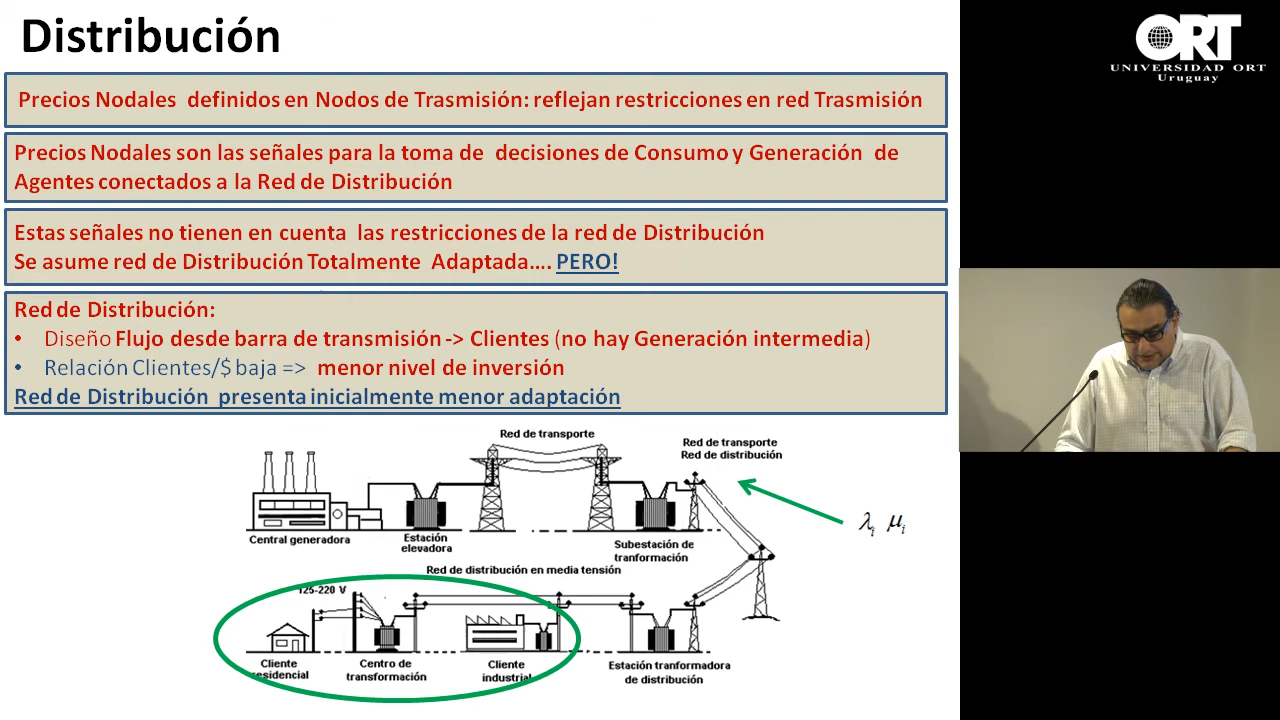 Distribución
ORT
UNIVERSIDAD ORT
Uruguay
Precios Nodales definidos en Nodos de Trasmisión: reflejan restricciones en red Trasmisión
Precios Nodales son las señales para la toma de decisiones de Consumo y Generación de
Agentes conectados a la Red de Distribución
Estas señales no tienen en cuenta las restricciones de la red de Distribución
Se asume red de Distribución Totalmente Adaptada.... PERO!
Red de Distribución:
• Diseño Flujo desde barra de transmisión -> Clientes (no hay Generación intermedia)
• Relación Clientes/$ baja => menor nivel de inversión
Red de Distribución presenta inicialmente menor adaptación
Red de transporte
Red de transporte
Red de distribución
λi μi
Central generadora
Estación
elevadora
Subestación de
tranformación
Red de distribución en media tensión
125-220 V
Cliente
residencial
Centro de
transformación
Cliente
industrial
Estación tranformadora
de distribución